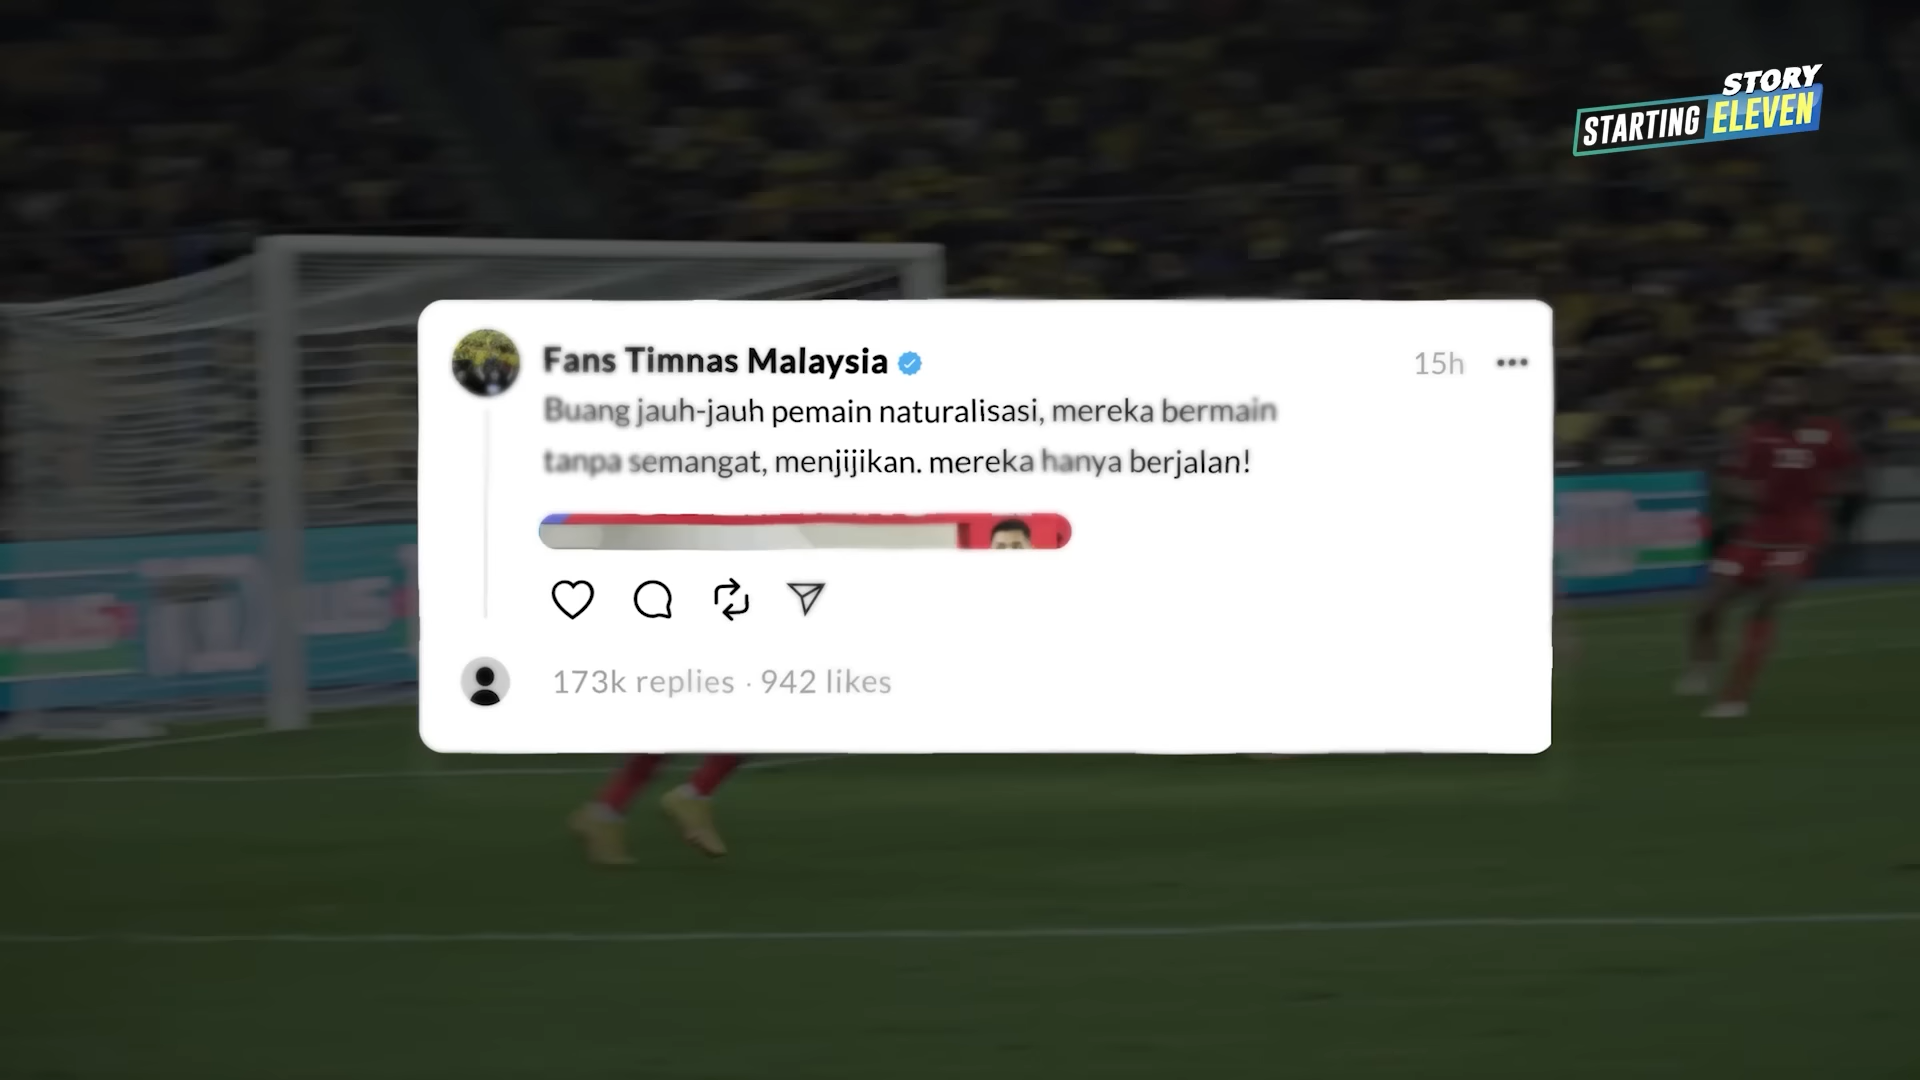 STORY
STARTING ELEVEN
Fans Timnas Malaysia
15h
Buang jauh-jauh pemain naturalisasi, mereka bermain
tanpa semangat, menjijikan. mereka hanya berjalan!
173k replies · 942 likes